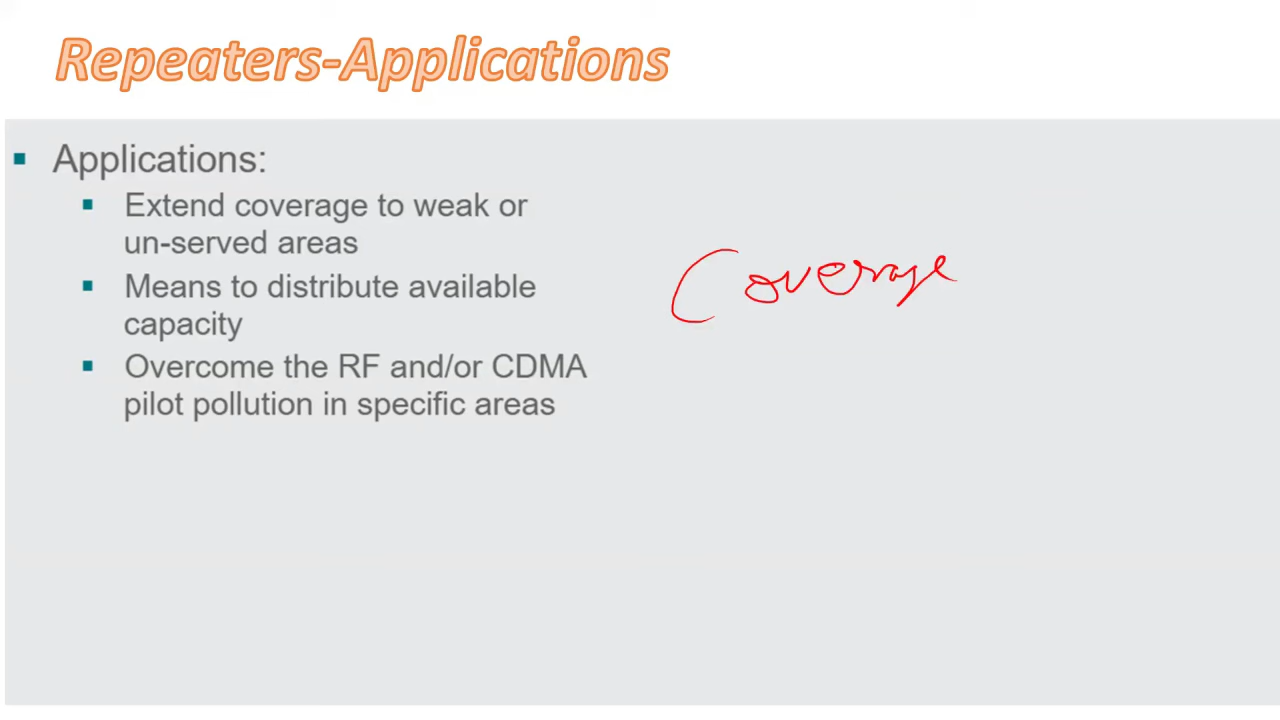 Repeaters-Applications
Applications:
Extend coverage to weak or
un-served areas
Means to distribute available
capacity
Overcome the RF and/or CDMA
pilot pollution in specific areas
Coverage